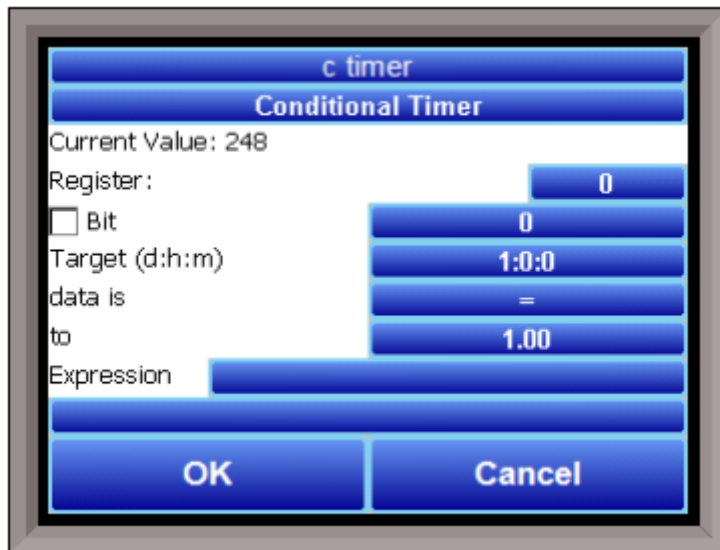 c timer
Conditional Timer
Current Value: 248
Register: 0
Bit 0
Target (d:h:m) 1:0:0
data is =
to 1.00
Expression
OK Cancel